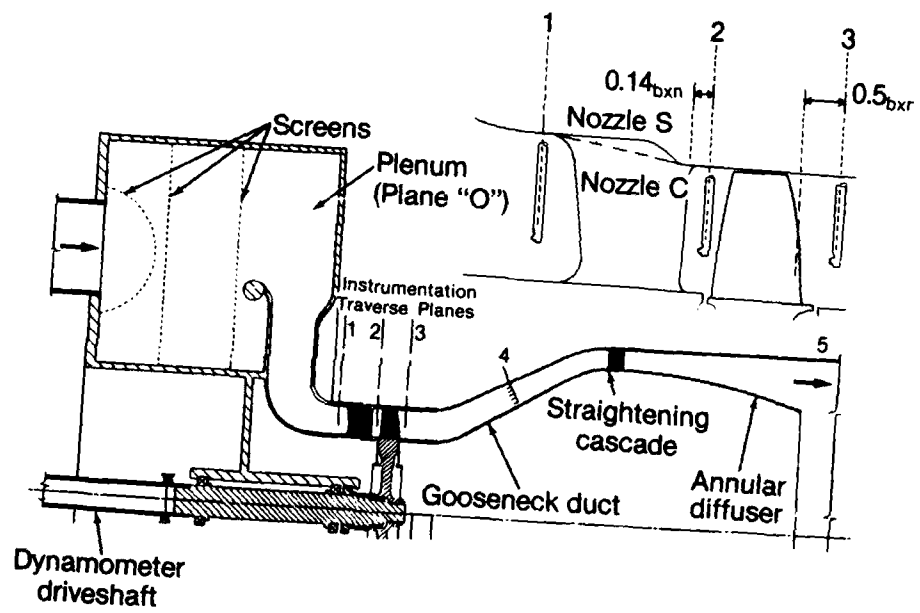 1
2
3
0.14bxn
0.5bxr
Nozzle S
Nozzle C
Screens
Plenum
(Plane "O")
Instrumentation
Traverse Planes
1
2
3
4
5
Straightening
cascade
Gooseneck duct
Annular
diffuser
Dynamometer
driveshaft